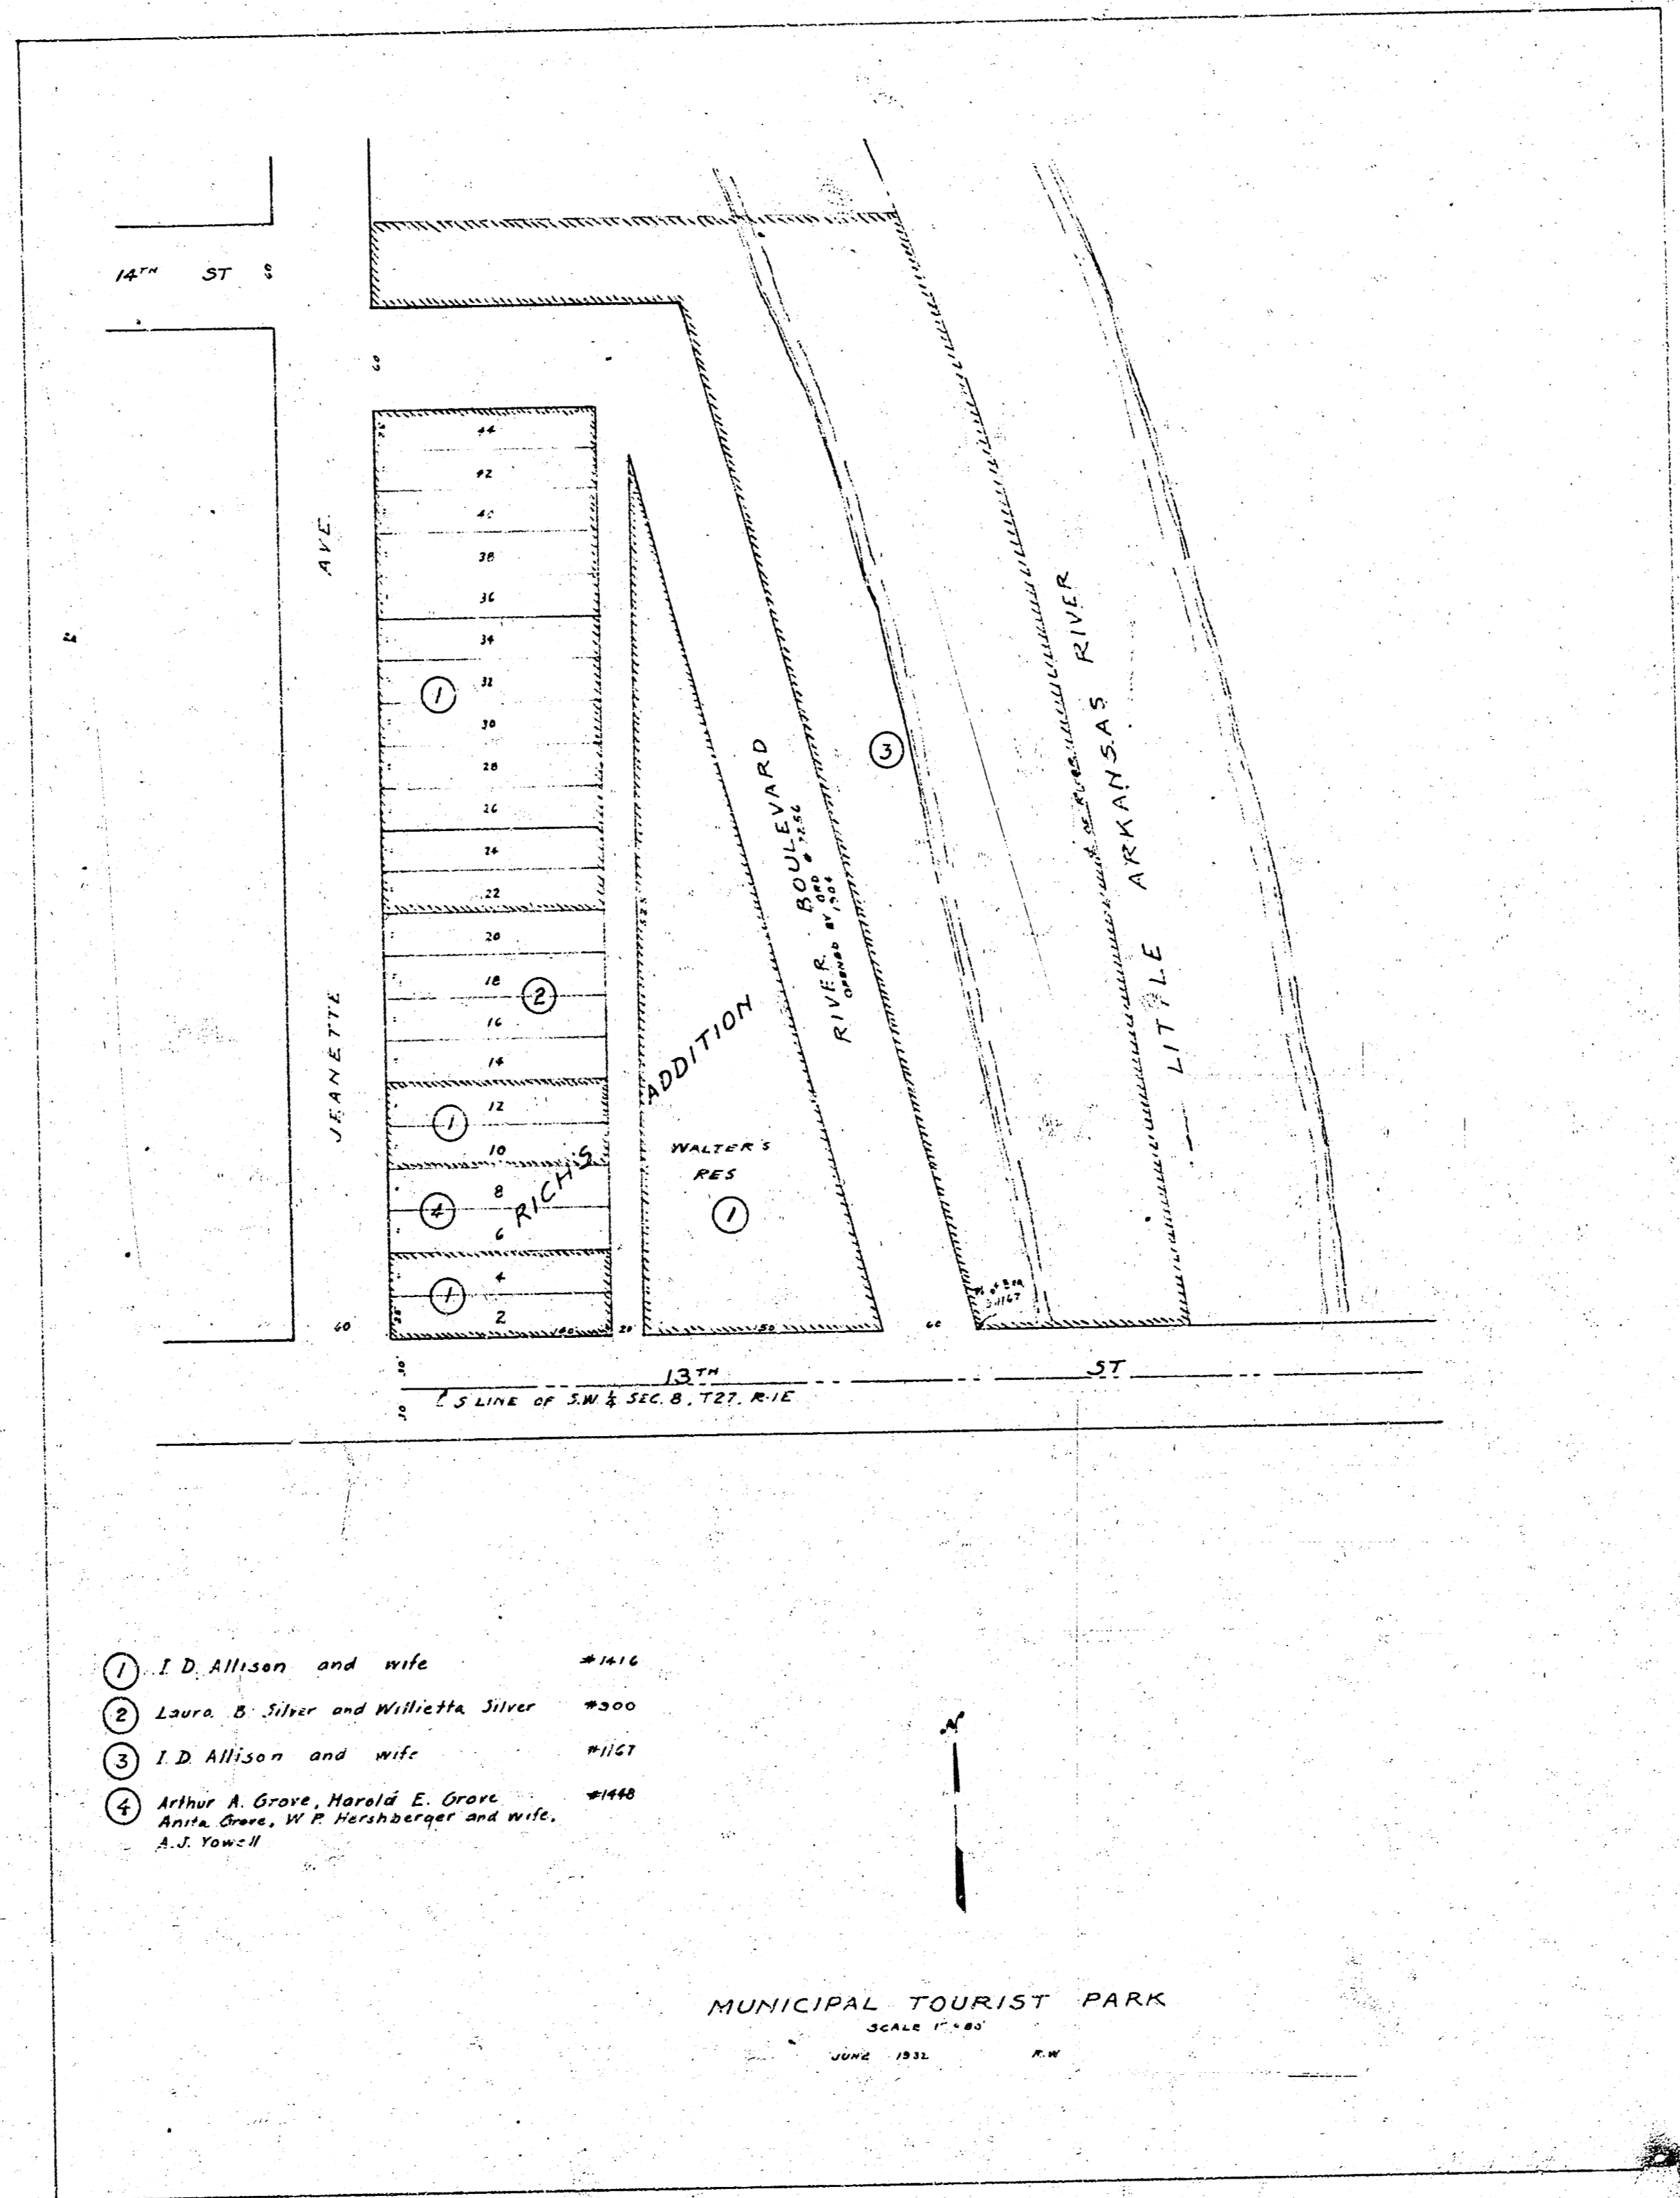 14TH ST
44
42
40
38
AVE.
36
34
1
32
30
28
26
24
22
20
18
2
16
14
12
1
10
8
4
6
4
1
2
JEANETTE
RICH'S
ADDITION
WALTER'S
RES
1
RIVER BOULEVARD
OPENED BY ORD
3
LITTLE ARKANSAS RIVER
60
20
60
13TH ST
S LINE OF S.W. ¼ SEC. 8, T27, R-1E
1 I. D. Allison and wife #1416
2 Laura B. Silver and Willietta Silver #300
3 I. D. Allison and wife #1167
4 Arthur A. Grove, Harold E. Grove #1448
Anita Grove, W. P. Hershberger and wife,
A. J. Yowell
N
MUNICIPAL TOURIST PARK
SCALE 1" = 80'
JUNE 1932 R.W